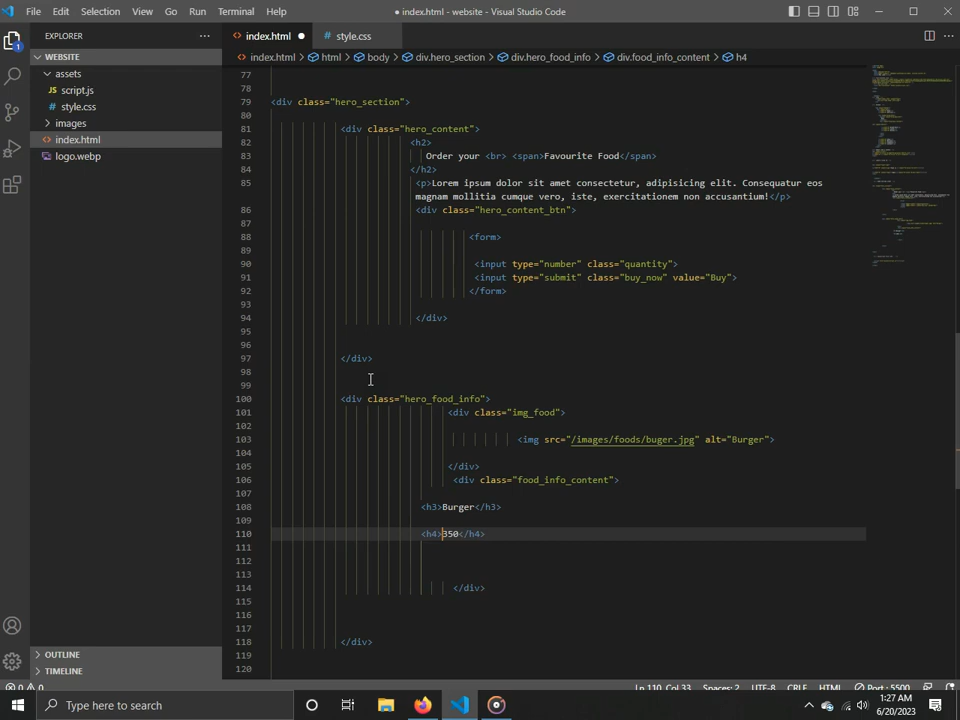 File Edit Selection View Go Run Terminal Help ● index.html - website - Visual Studio Code
EXPLORER ··· index.html ● style.css
WEBSITE
assets
script.js
style.css
images
index.html
logo.webp
OUTLINE
TIMELINE
index.html > html > body > div.hero_section > div.hero_food_info > div.food_info_content > h4
77
78
79 <div class="hero_section">
80
81 <div class="hero_content">
82 <h2>
83 Order your <br> <span>Favourite Food</span>
84 </h2>
85 <p>Lorem ipsum dolor sit amet consectetur, adipisicing elit. Consequatur eos
magnam mollitia cumque vero, iste, exercitationem non accusantium!</p>
86 <div class="hero_content_btn">
87
88 <form>
89
90 <input type="number" class="quantity">
91 <input type="submit" class="buy_now" value="Buy">
92 </form>
93
94 </div>
95
96
97 </div>
98
99
100 <div class="hero_food_info">
101 <div class="img_food">
102
103 <img src="/images/foods/buger.jpg" alt="Burger">
104
105 </div>
106 <div class="food_info_content">
107
108 <h3>Burger</h3>
109
110 <h4>350</h4>
111
112
113
114 </div>
115
116
117
118 </div>
119
120
0 0 Ln 110, Col 33 Spaces: 2 UTF-8 CRLF HTML Port : 5500
Type here to search
1:27 AM
6/20/2023
1